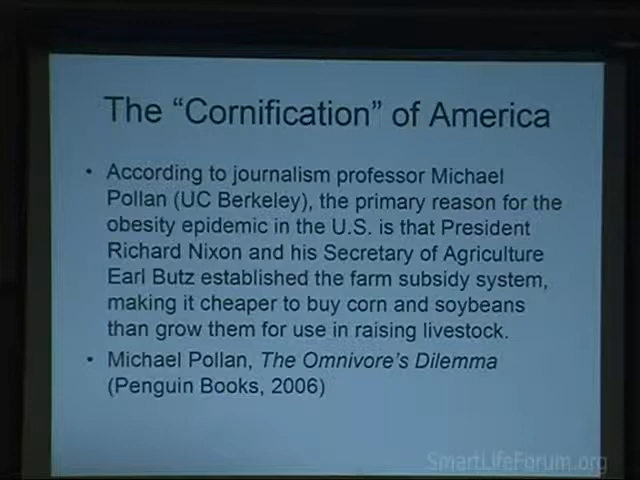 The “Cornification” of America
• According to journalism professor Michael
Pollan (UC Berkeley), the primary reason for the
obesity epidemic in the U.S. is that President
Richard Nixon and his Secretary of Agriculture
Earl Butz established the farm subsidy system,
making it cheaper to buy corn and soybeans
than grow them for use in raising livestock.
• Michael Pollan, The Omnivore’s Dilemma
(Penguin Books, 2006)
SmartLifeForum.org